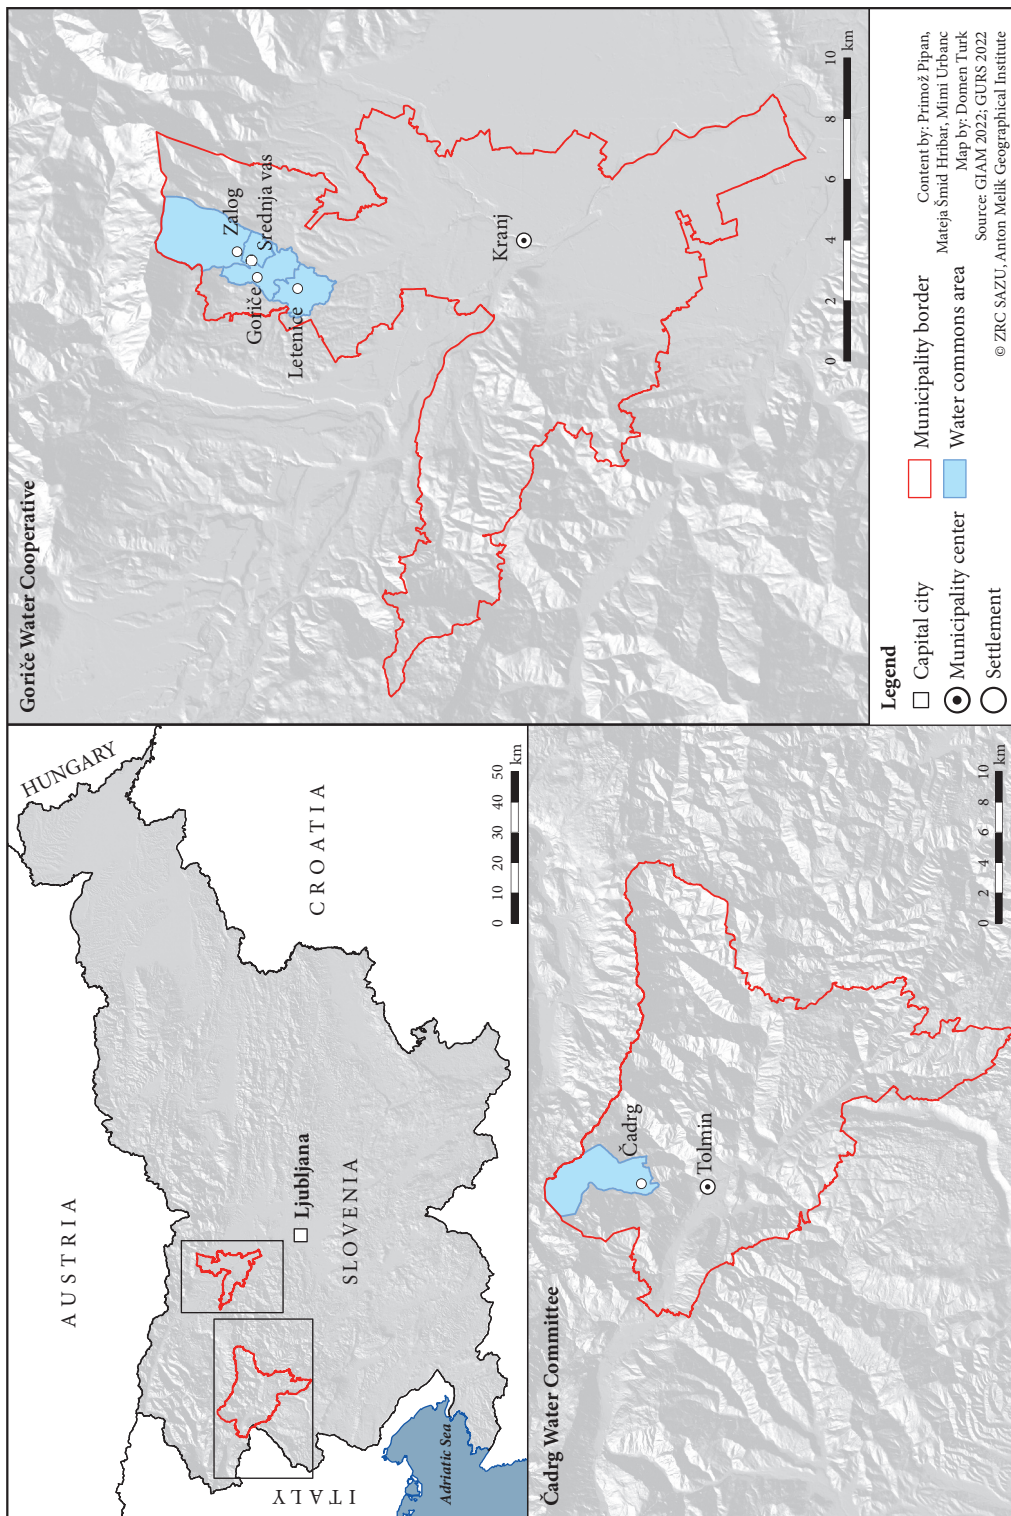 AUSTRIA
HUNGARY
ITALY
SLOVENIA
Ljubljana
CROATIA
Adriatic Sea
0 10 20 30 40 50
km
Čadrg Water Committee
Čadrg
Tolmin
0 2 4 6 8 10
km
Goriče Water Cooperative
Zalog
Srednja vas
Goriče
Letenice
Kranj
0 2 4 6 8 10
km
Legend
Capital city
Municipality center
Settlement
Municipality border
Water commons area
Content by: Primož Pipan,
Mateja Šmid Hribar, Mimi Urbanc
Map by: Domen Turk
Source: GIAM 2022; GURS 2022
© ZRC SAZU, Anton Melik Geographical Institute